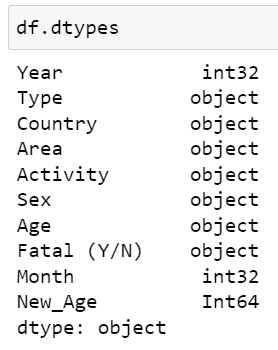 df.dtypes
Year int32
Type object
Country object
Area object
Activity object
Sex object
Age object
Fatal (Y/N) object
Month int32
New_Age Int64
dtype: object